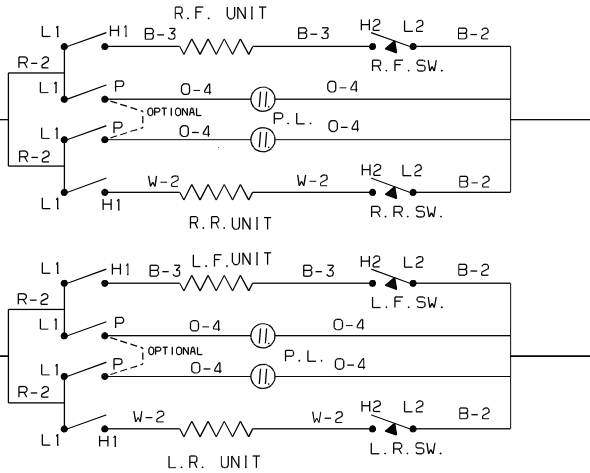 R.F. UNIT
L1 H1 B-3 B-3 H2 L2 B-2
R-2 R.F.SW.
L1 P O-4 O-4
OPTIONAL P.L.
L1 P O-4 O-4
R-2
L1 H1 W-2 W-2 H2 L2 B-2
R.R.UNIT R.R.SW.
L.F.UNIT
L1 H1 B-3 B-3 H2 L2 B-2
R-2 L.F.SW.
L1 P O-4 O-4
OPTIONAL P.L.
L1 P O-4 O-4
R-2
L1 H1 W-2 W-2 H2 L2 B-2
L.R. UNIT L.R.SW.